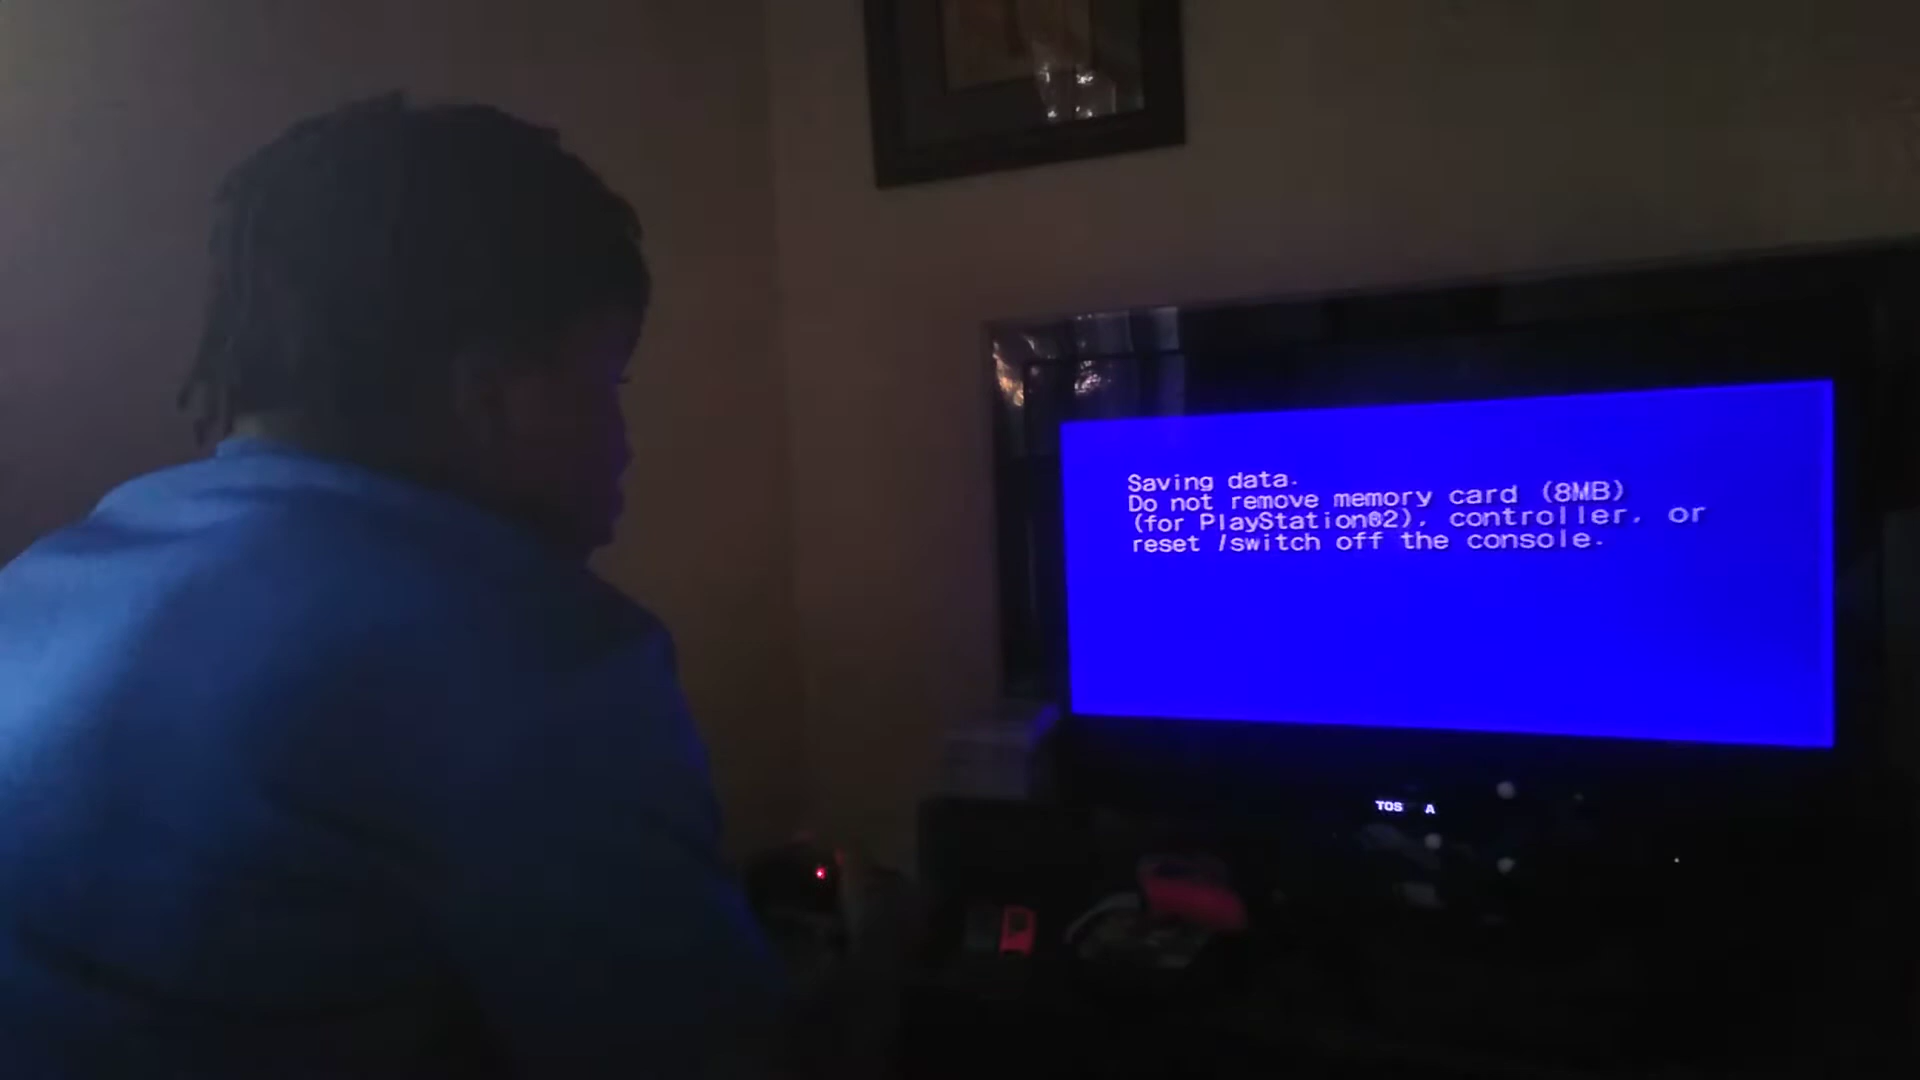 Saving data.
Do not remove memory card (8MB)
(for PlayStation®2), controller, or
reset /switch off the console.
TOS A